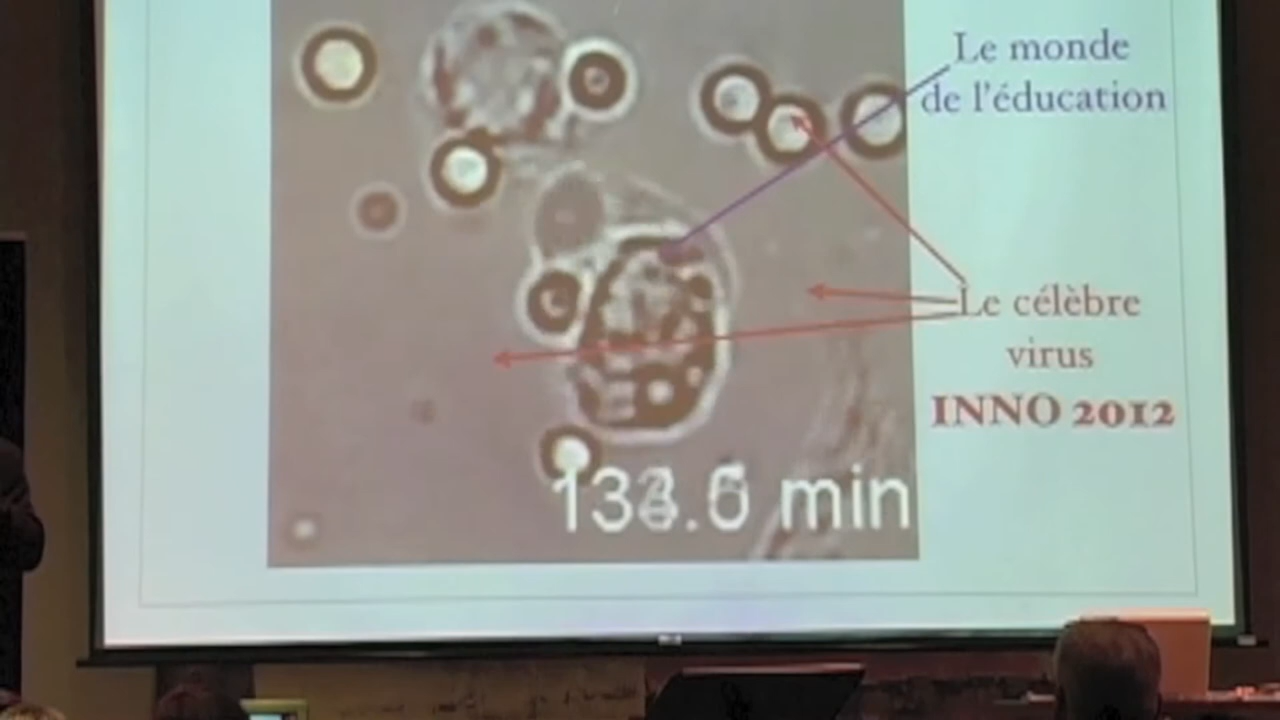 Le monde
de l'éducation
Le célèbre
virus
INNO 2012
min